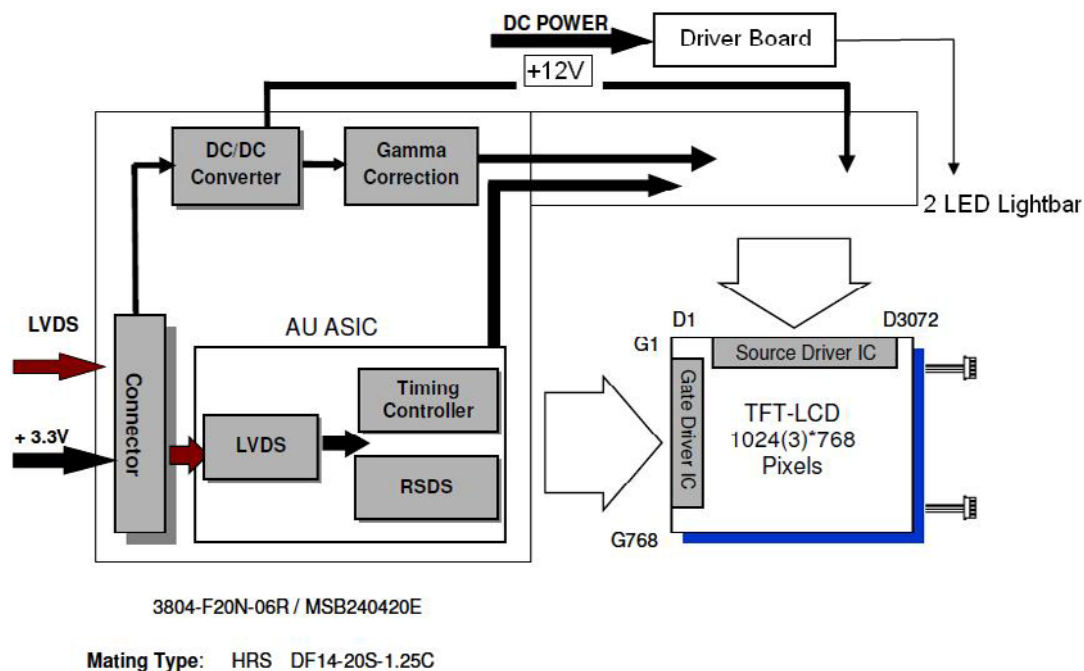 DC POWER
Driver Board
+12V
DC/DC
Converter
Gamma
Correction
2 LED Lightbar
LVDS
AU ASIC
D1
D3072
G1
Source Driver IC
Connector
Timing
Controller
Gate Driver IC
TFT-LCD
1024(3)*768
Pixels
+ 3.3V
LVDS
RSDS
G768
3804-F20N-06R / MSB240420E
Mating Type: HRS DF14-20S-1.25C